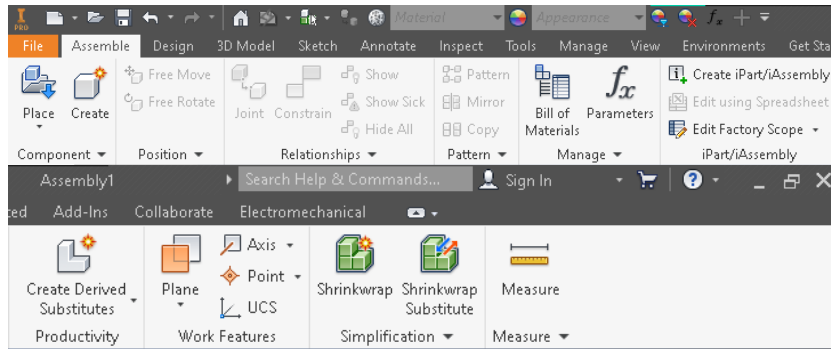 I
PRO
Material
Appearance
fx
File Assemble Design 3D Model Sketch Annotate Inspect Tools Manage View Environments Get Sta
Place
Create
Component
Free Move
Free Rotate
Position
Joint Constrain
Show
Show Sick
Hide All
Relationships
Pattern
Mirror
Copy
Pattern
Bill of
Materials
fx
Parameters
Manage
Create iPart/iAssembly
Edit using Spreadsheet
Edit Factory Scope
iPart/iAssembly
Assembly1 Search Help & Commands... Sign In ?
ted Add-Ins Collaborate Electromechanical
Create Derived
Substitutes
Productivity
Plane
Axis
Point
UCS
Work Features
Shrinkwrap
Shrinkwrap
Substitute
Simplification
Measure
Measure